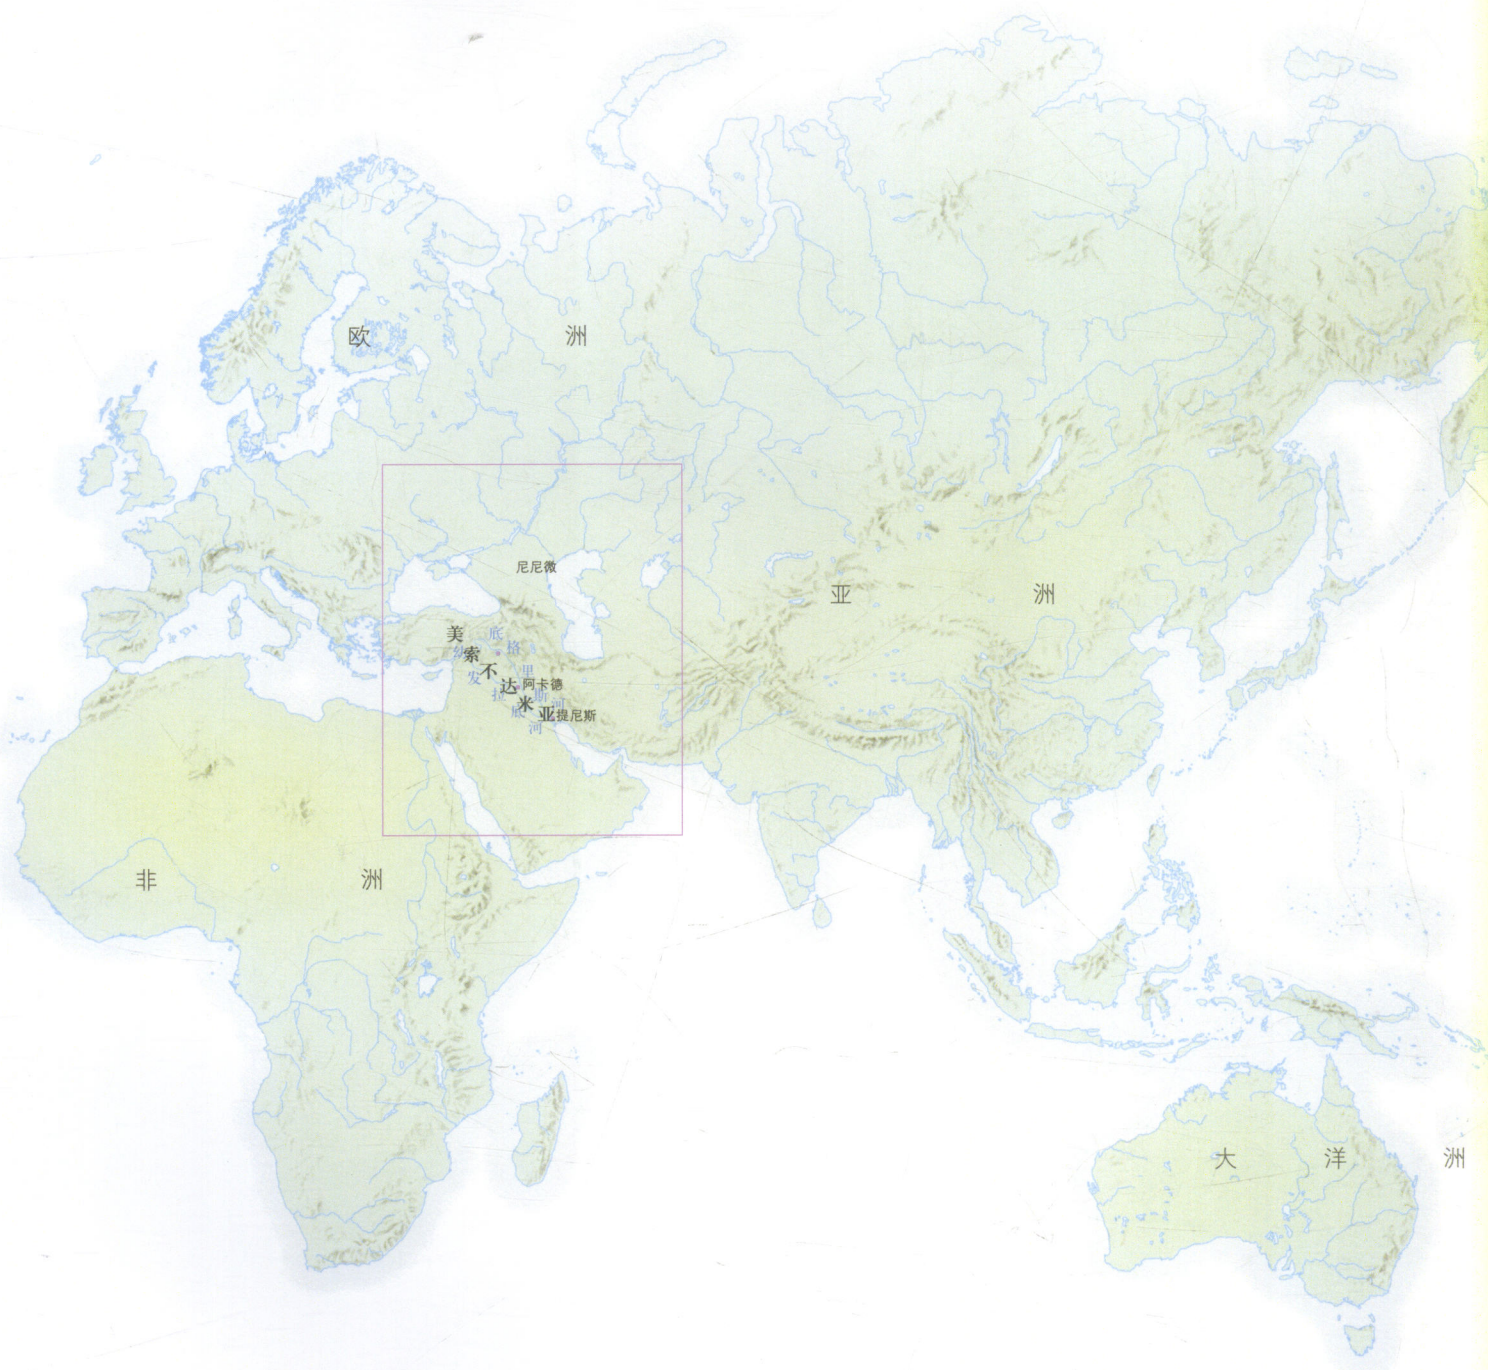 欧洲
尼尼微
亚洲
美索不达米亚
底格里斯河
幼发拉底河
阿卡德
提尼斯
非洲
大洋洲